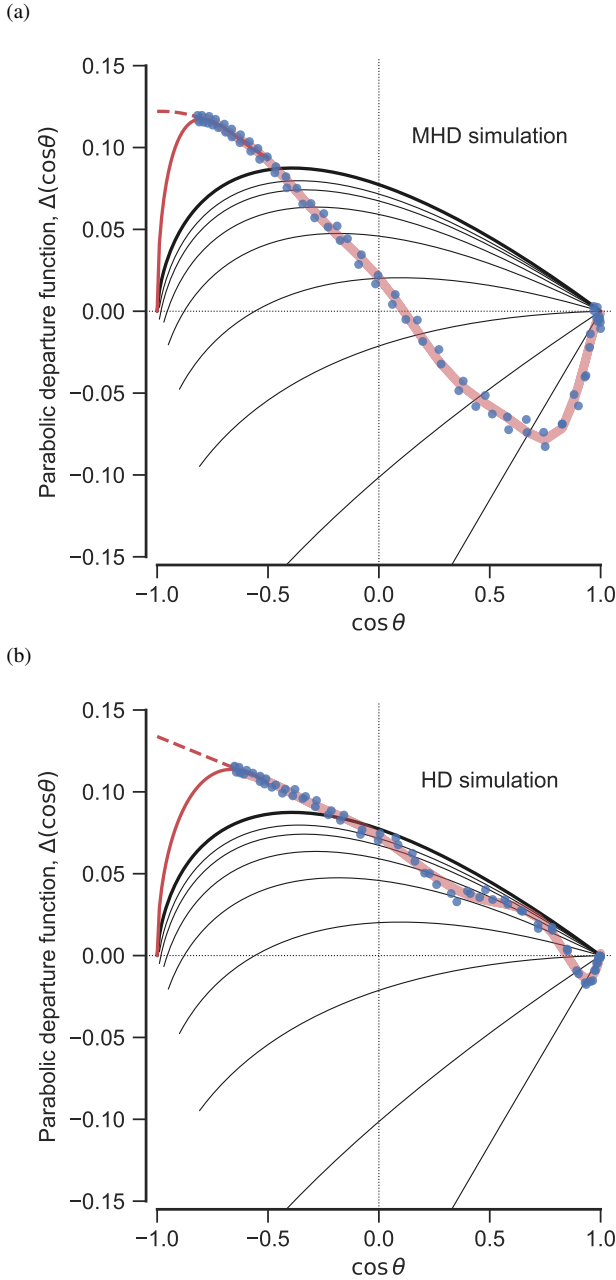 (a)
0.15
0.10
0.05
0.00
−0.05
−0.10
−0.15
Parabolic departure function, Δ(cosθ)
MHD simulation
−1.0 −0.5 0.0 0.5 1.0
cos θ
(b)
0.15
0.10
0.05
0.00
−0.05
−0.10
−0.15
Parabolic departure function, Δ(cosθ)
HD simulation
−1.0 −0.5 0.0 0.5 1.0
cos θ